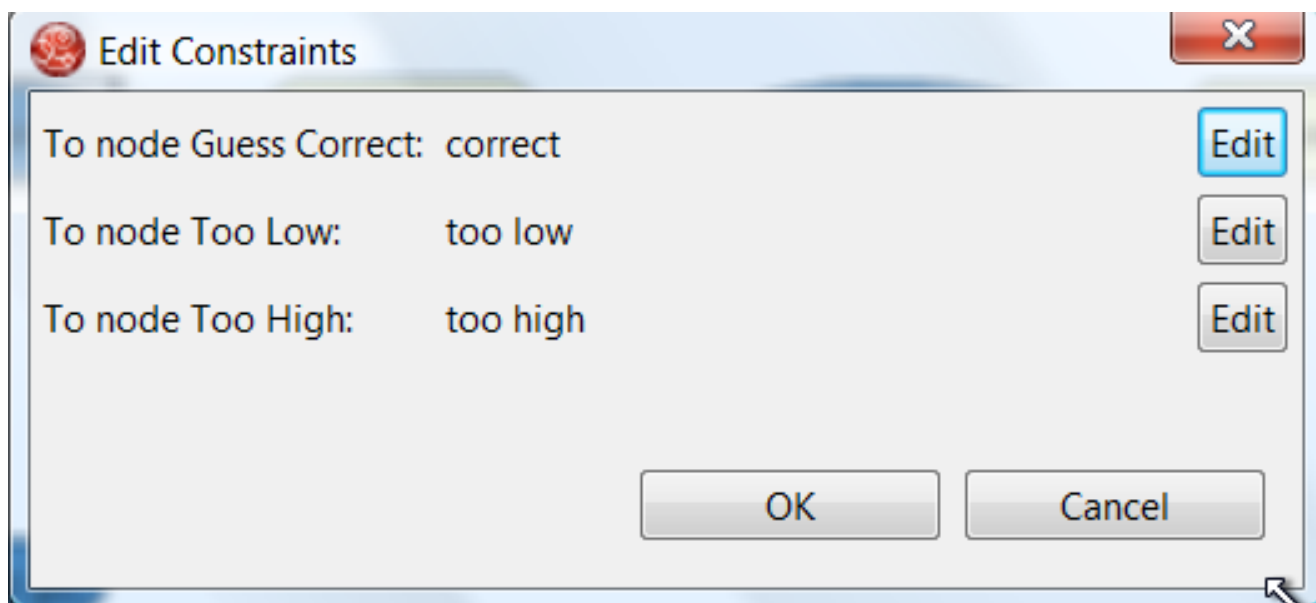 Edit Constraints
To node Guess Correct: correct Edit
To node Too Low: too low Edit
To node Too High: too high Edit
OK Cancel